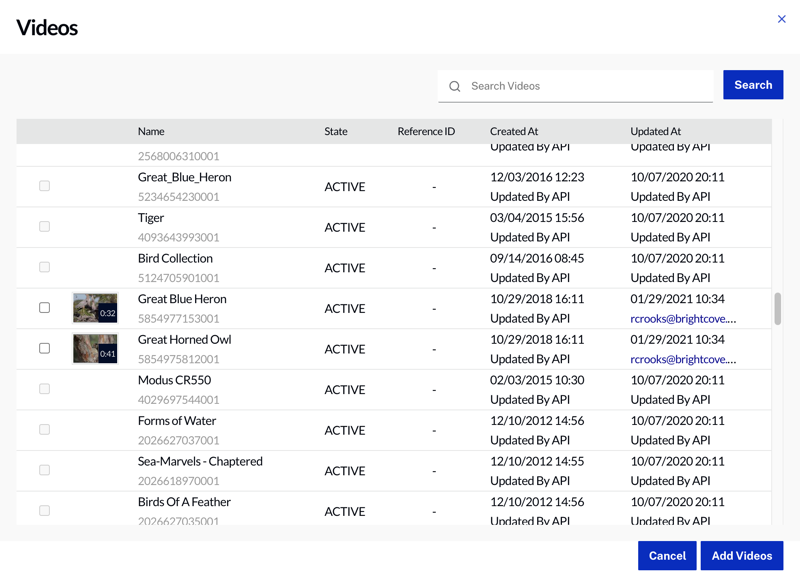 Videos
Search Videos
Search
Name State Reference ID Created At Updated At
2568006310001 Updated By API Updated By API
Great_Blue_Heron ACTIVE - 12/03/2016 12:23 10/07/2020 20:11
5234654230001 Updated By API Updated By API
Tiger ACTIVE - 03/04/2015 15:56 10/07/2020 20:11
4093643993001 Updated By API Updated By API
Bird Collection ACTIVE - 09/14/2016 08:45 10/07/2020 20:11
5124705901001 Updated By API Updated By API
0:32 Great Blue Heron ACTIVE - 10/29/2018 16:11 01/29/2021 10:34
5854977153001 Updated By API rcrooks@brightcove....
0:41 Great Horned Owl ACTIVE - 10/29/2018 16:11 01/29/2021 10:34
5854975812001 Updated By API rcrooks@brightcove....
Modus CR550 ACTIVE - 02/03/2015 10:30 10/07/2020 20:11
4029697544001 Updated By API Updated By API
Forms of Water ACTIVE - 12/10/2012 14:56 10/07/2020 20:11
2026627037001 Updated By API Updated By API
Sea-Marvels - Chaptered ACTIVE - 12/10/2012 14:55 10/07/2020 20:11
2026618970001 Updated By API Updated By API
Birds Of A Feather ACTIVE - 12/10/2012 14:56 10/07/2020 20:11
2026627035001 Updated By API Updated By API
Cancel Add Videos